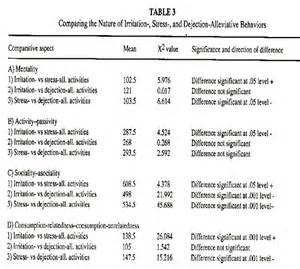 TABLE 3
Comparing the Nature of Irritation-, Stress-, and Dejection-Alleviative Behaviors
Comparative aspect Mean X² value Significance and direction of difference
A) Mentality
1) Irritation- vs stress-all. activities 102.5 5.976 Difference significant at .05 level +
2) Irritation- vs dejection-all. activities 121 0.017 Difference not significant
3) Stress- vs dejection-all. activities 103.5 6.614 Difference significant at .05 level -
B) Activity-passivity
1) Irritation- vs stress-all. activities 287.5 4.524 Difference significant at .05 level -
2) Irritation- vs dejection-all. activities 268 0.268 Difference not significant
3) Stress- vs dejection-all. activities 293.5 2.592 Difference not significant
C) Sociality-asociality
1) Irritation- vs stress-all. activities 608.5 4.378 Difference significant at .05 level +
2) Irritation- vs dejection-all. activities 498 21.992 Difference significant at .001 level -
3) Stress- vs dejection-all. activities 534.5 45.688 Difference significant at .001 level -
D) Consumption-relatedness-consumption-unrelatedness
1) Irritation- vs stress-all. activities 138.5 26.084 Difference significant at .001 level +
2) Irritation- vs dejection-all. activities 105 1.542 Difference not significant
3) Stress- vs dejection-all. activities 147.5 15.216 Difference significant at .001 level -